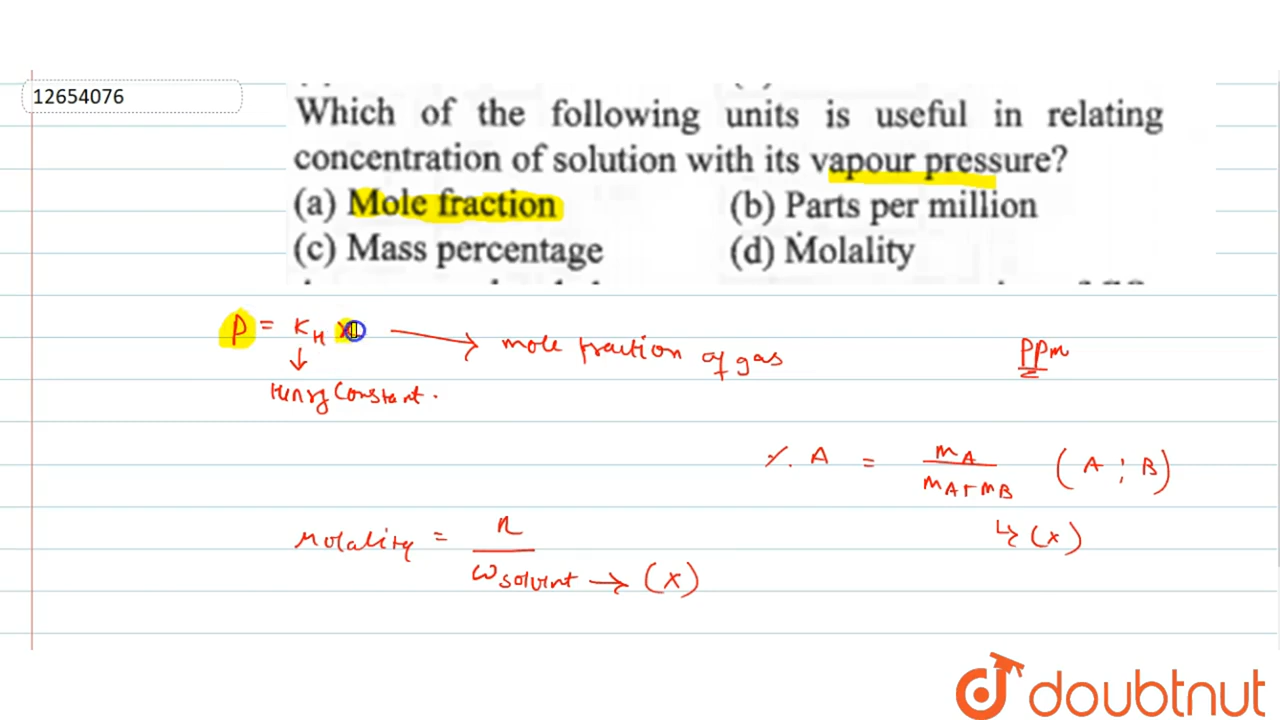 12654076
Which of the following units is useful in relating
concentration of solution with its vapour pressure?
(a) Mole fraction (b) Parts per million
(c) Mass percentage (d) Molality
P = K_H x → mole fraction of gas
PPm
↓
Henry Constant.
% A = m_A / m_A + m_B (A ; B)
↳ (x)
Molality = n / w_solvent → (x)
doubtnut